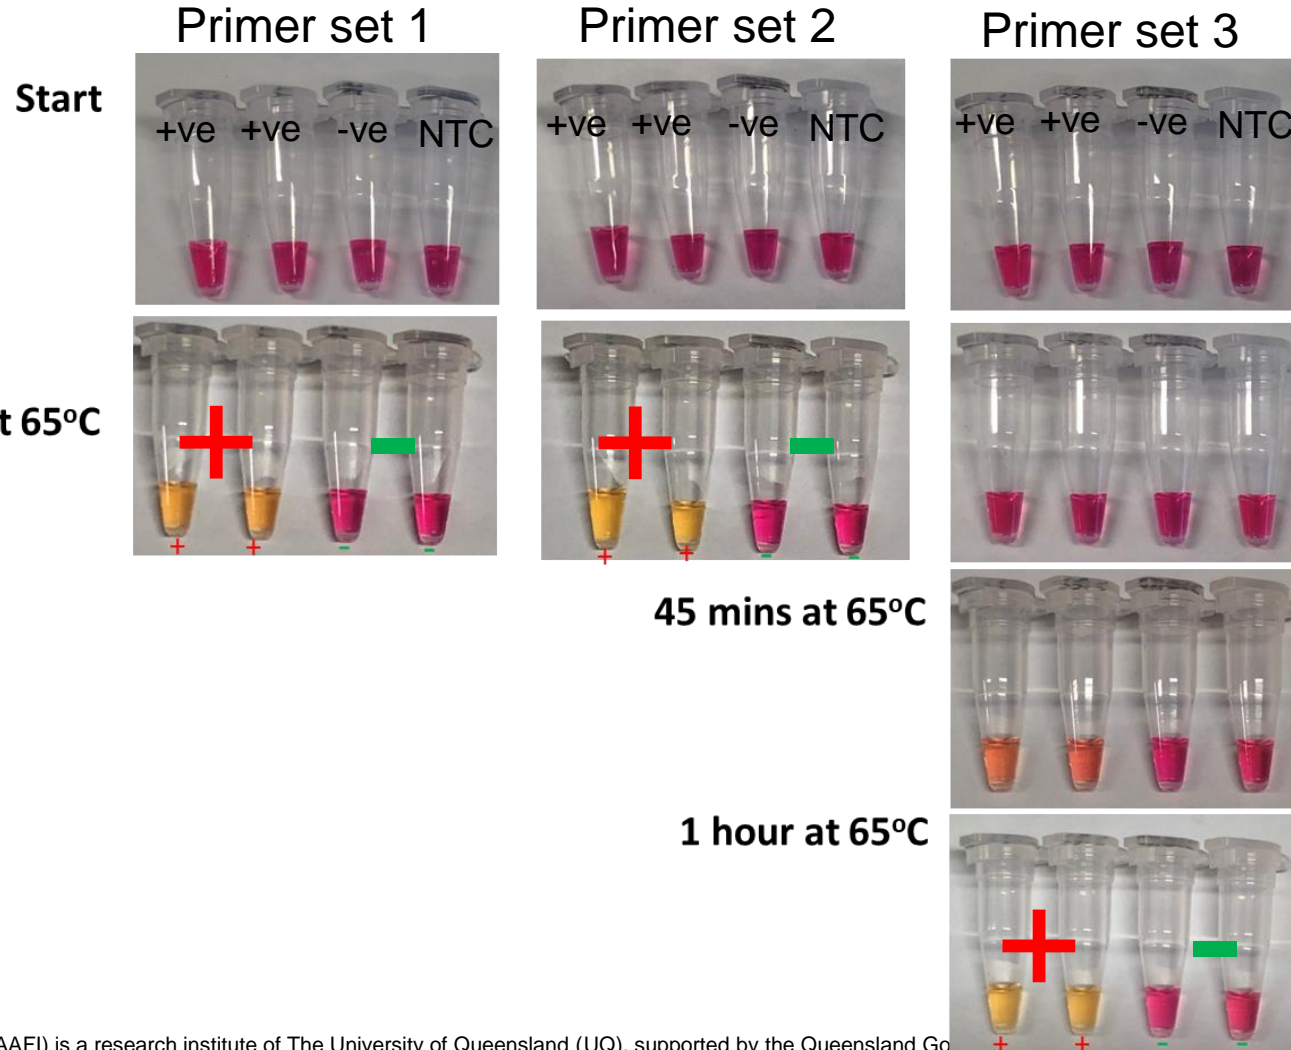 Primer set 1
Primer set 2
Primer set 3
Start
+ve +ve -ve NTC
+ve +ve -ve NTC
+ve +ve -ve NTC
t 65°C
+ -
+ + - -
+ -
+ + - -
45 mins at 65°C
1 hour at 65°C
+ -
+ + - -
AAFI) is a research institute of The University of Queensland (UQ), supported by the Queensland Go